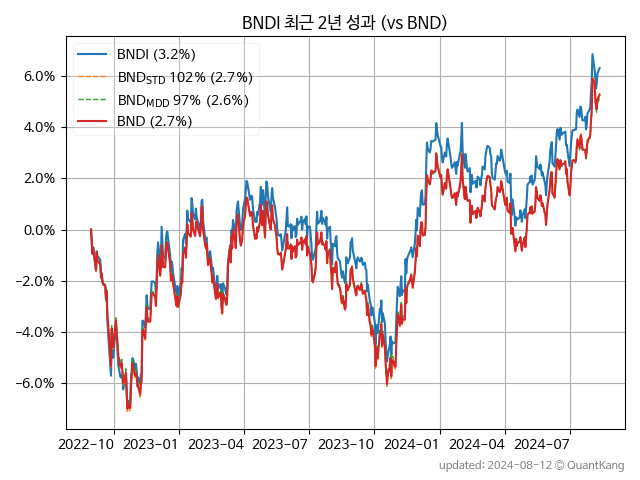 BNDI 최근 2년 성과 (vs BND)
BNDI (3.2%)
BND_STD 102% (2.7%)
BND_MDD 97% (2.6%)
BND (2.7%)
6.0%
4.0%
2.0%
0.0%
−2.0%
−4.0%
−6.0%
2022-10 2023-01 2023-04 2023-07 2023-10 2024-01 2024-04 2024-07
updated: 2024-08-12 © QuantKang